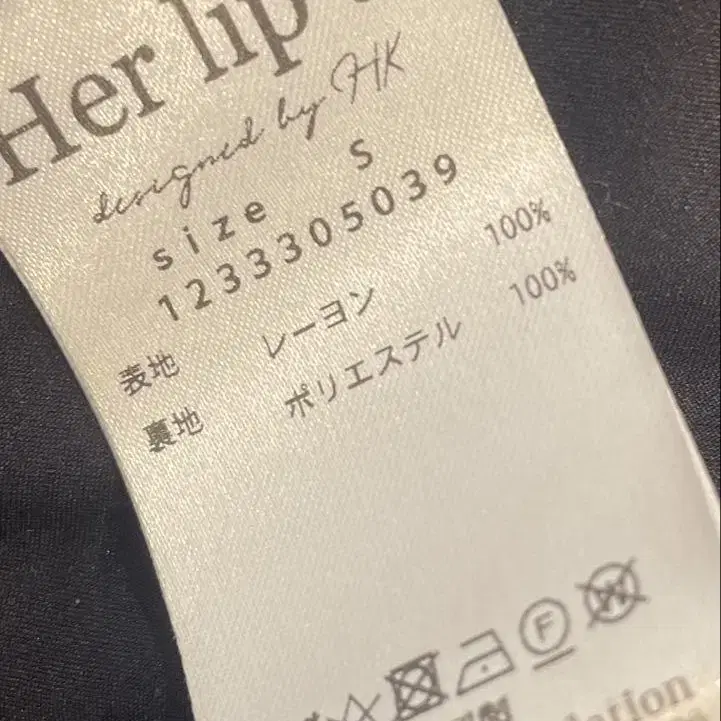 Her lip
designed by HK
size S
1233305039
表地 レーヨン 100%
裏地 ポリエステル 100%
F
W